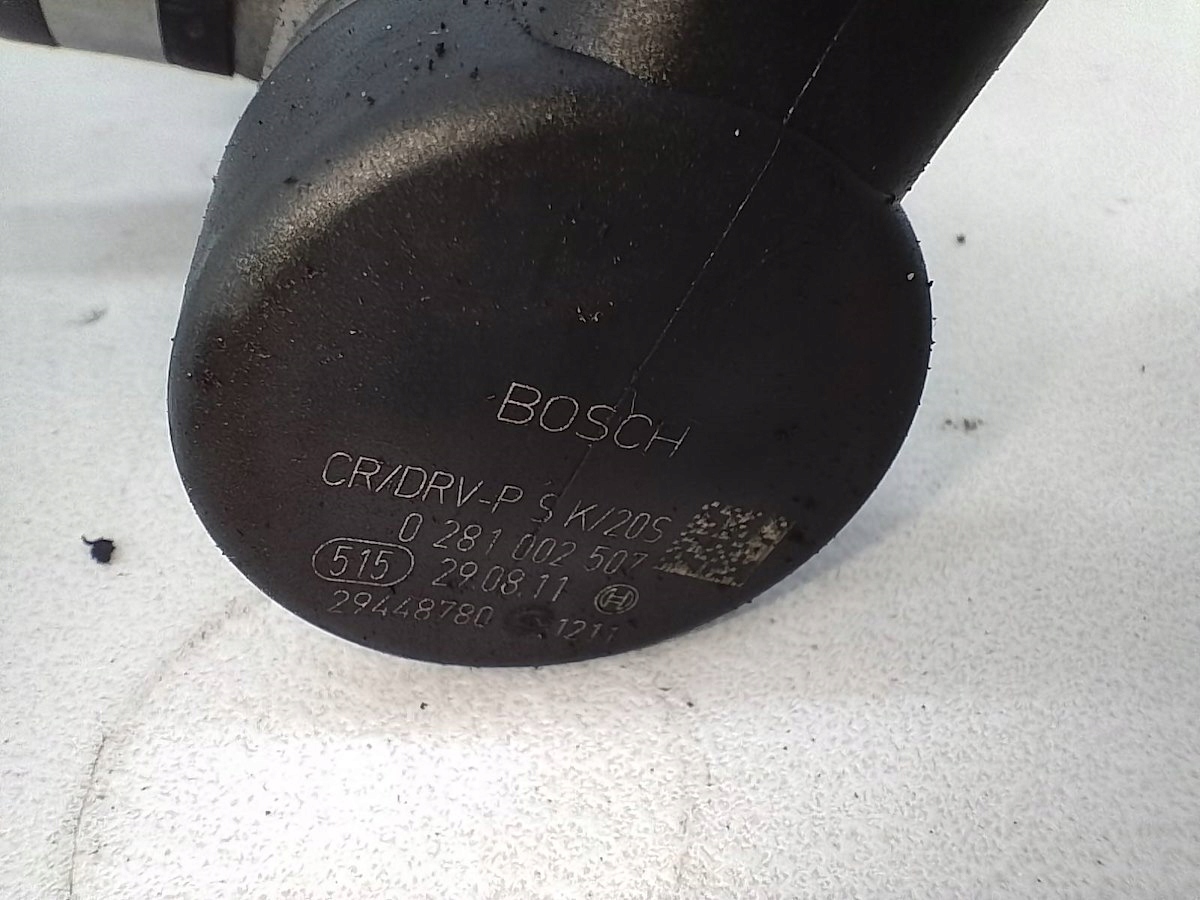 BOSCH
CR/DRV-P S K/20S
0 281 002 507
515 29.08.11 H
29448780 1211